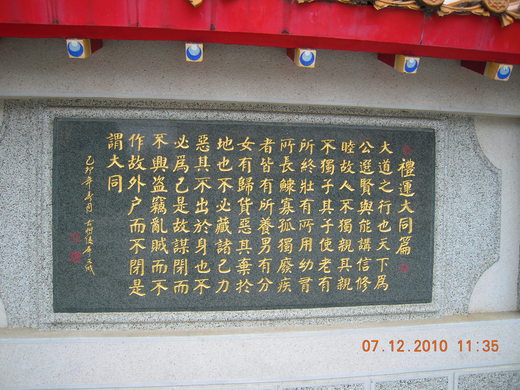 禮運大同篇
大道之行也天下爲
公選賢與能講信修
睦故人不獨親其親
不獨子其子使老有
所終壯有所用幼有
所長鰥寡孤獨廢疾
者皆有所養男有分
女有歸貨惡其棄於
地也不必藏諸己力
惡其不出於身也不
必爲己是故謀閉而
不興盗竊亂賊而不
作故外户而不閉是
謂大同
乙卯年
07.12.2010 11:35